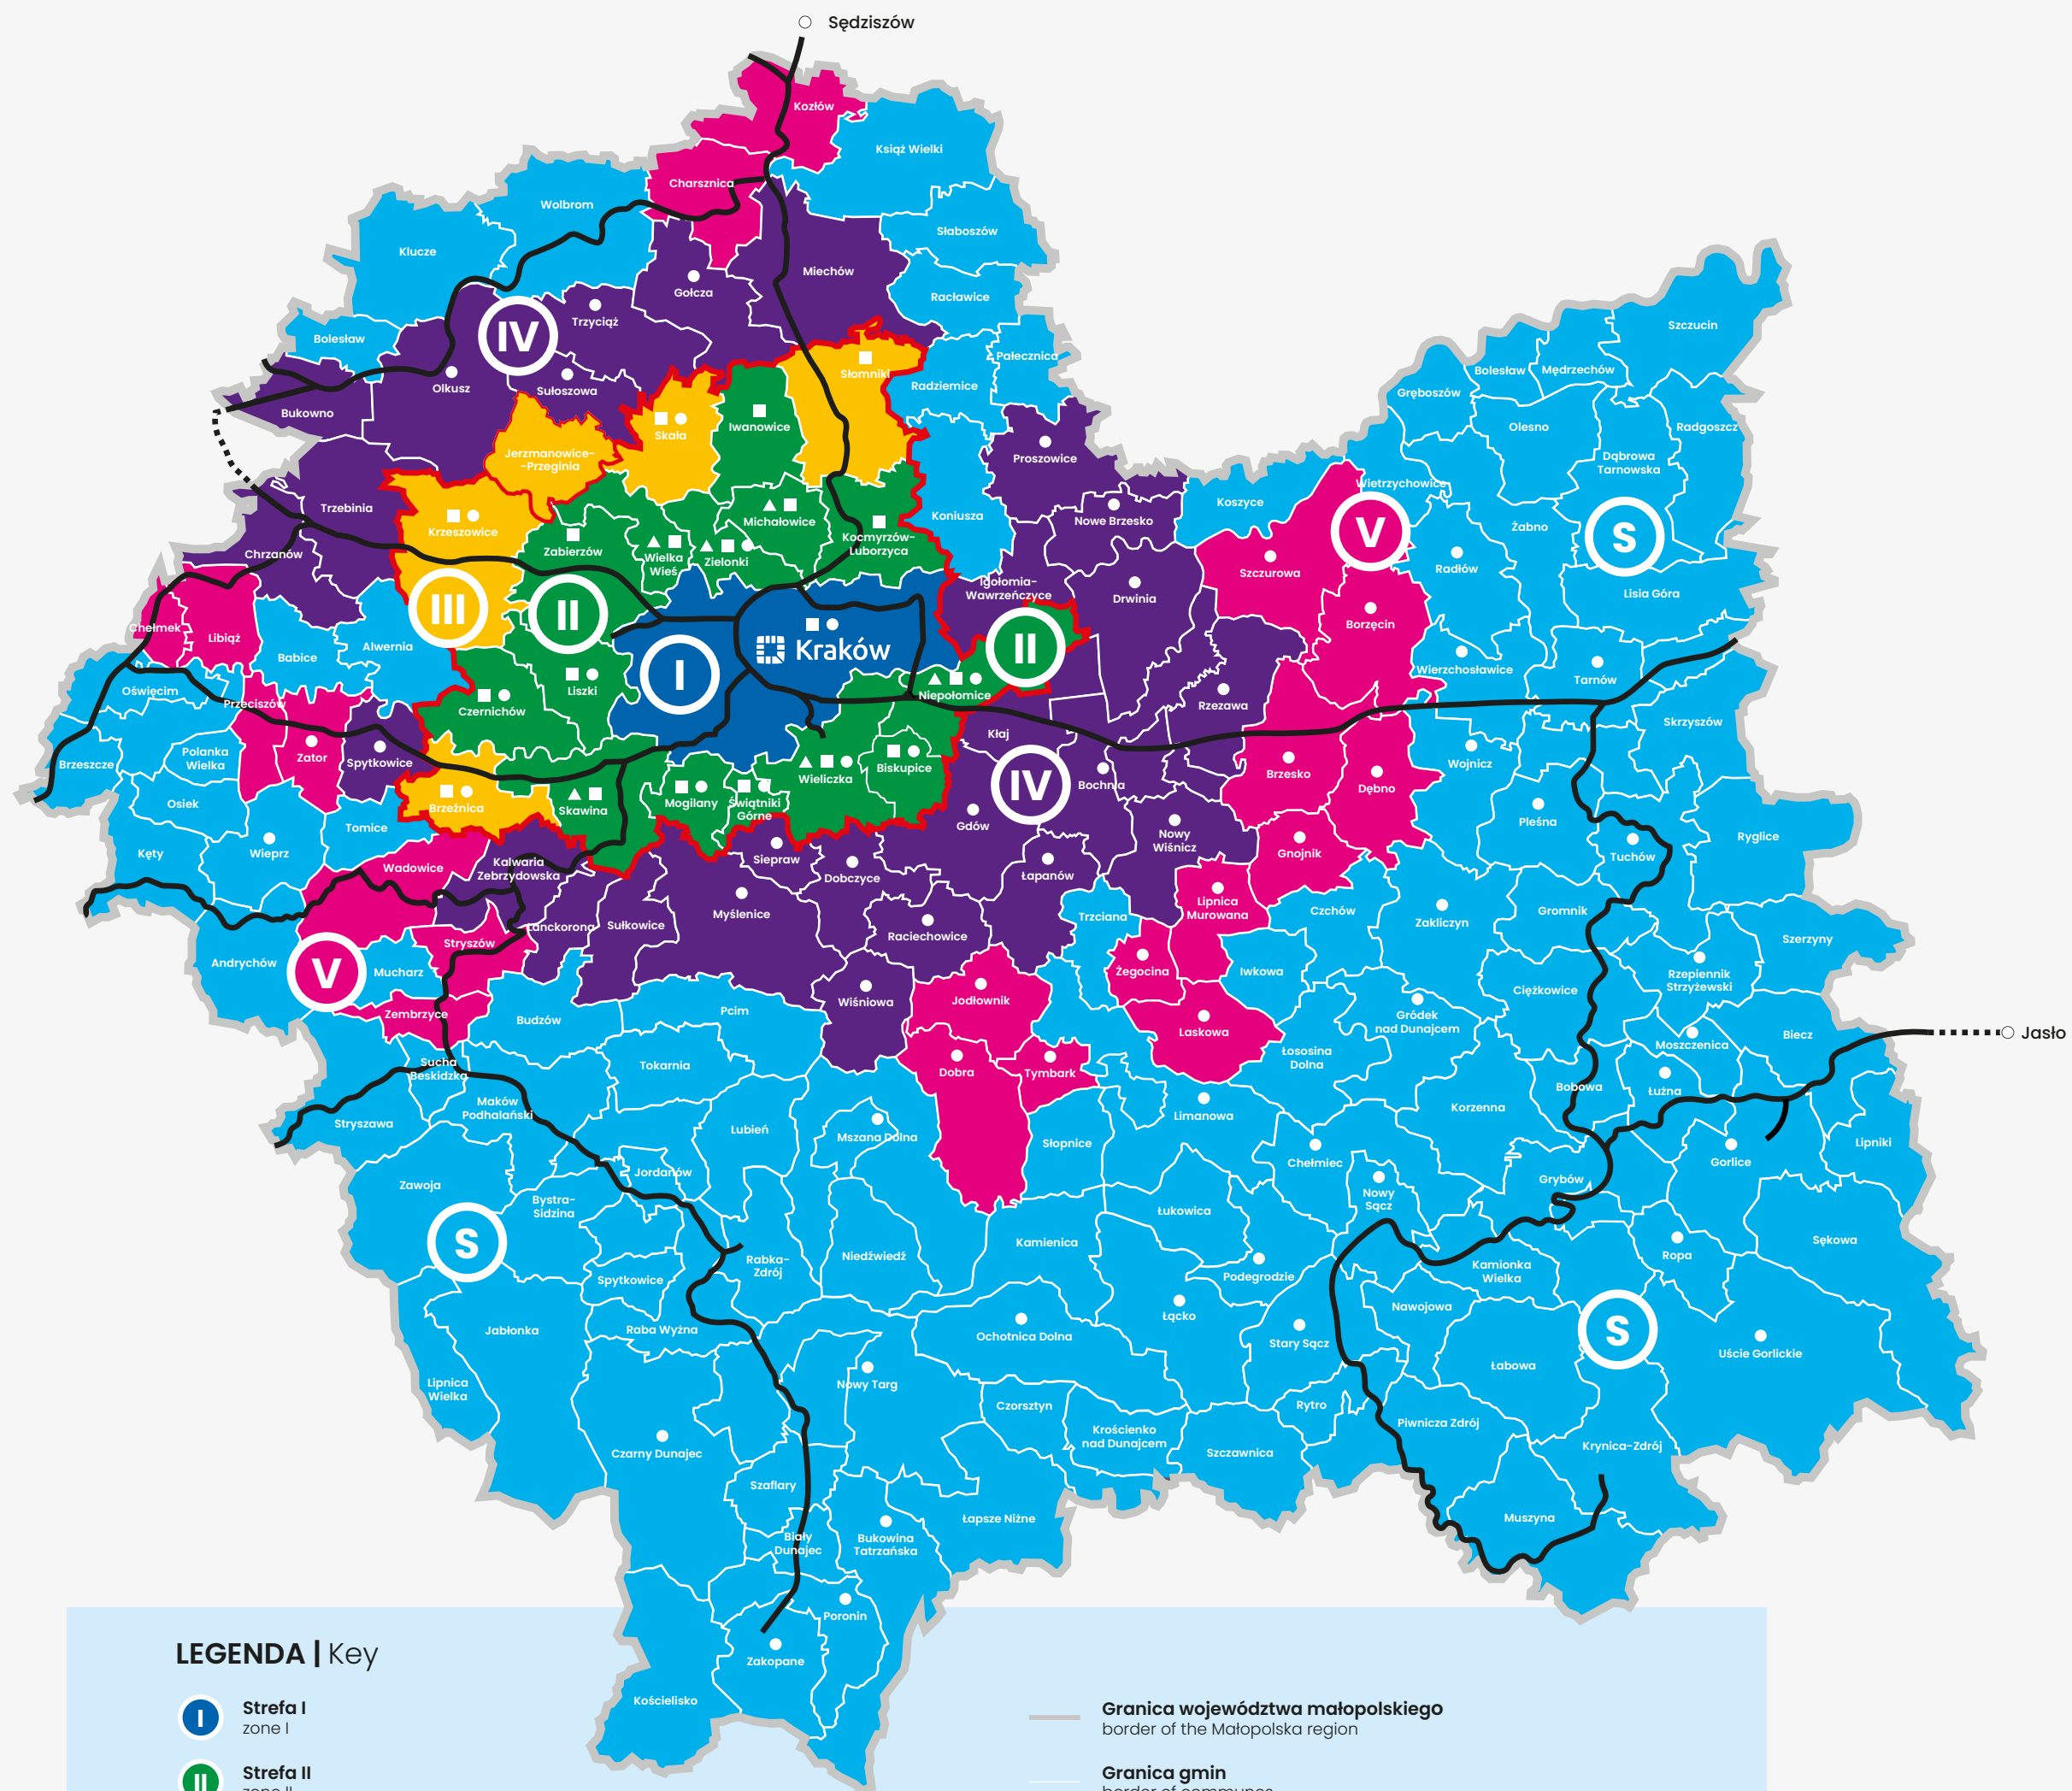 Sędziszów
Kozłów
Książ Wielki
Charsznica
Wolbrom
Słaboszów
Klucze
Miechów
Gołcza
Racławice
Trzyciąż
Szczucin
IV
Bolesław
Pałecznica
Słomniki
Bolesław
Mędrzechów
Olkusz
Sułoszowa
Radziemice
Gręboszów
Bukowno
Iwanowice
Olesno
Radgoszcz
Skała
Jerzmanowice-
-Przeginia
Proszowice
Dąbrowa
Tarnowska
Wietrzychowice
Trzebinia
Koszyce
Koniusza
Michałowice
Nowe Brzesko
Żabno
Krzeszowice
V
S
Kocmyrzów-
Luborzyca
Zabierzów
Wielka
Wieś
Zielonki
Chrzanów
Radłów
Szczurowa
Igołomia-
Wawrzeńczyce
Drwinia
Lisia Góra
III
II
Chełmek
Libiąż
Borzęcin
Kraków
Alwernia
Babice
II
I
Wierzchosławice
Tarnów
Oświęcim
Liszki
Niepołomice
Przeciszów
Czernichów
Rzezawa
Skrzyszów
Kłaj
Polanka
Wielka
Zator
Spytkowice
Brzeszcze
Biskupice
Wieliczka
Brzesko
Wojnicz
IV
Bochnia
Dębno
Osiek
Brzeźnica
Skawina
Mogilany
Świątniki
Górne
Gdów
Pleśna
Tomice
Nowy
Wiśnicz
Ryglice
Kęty
Wieprz
Siepraw
Gnojnik
Tuchów
Wadowice
Kalwaria
Zebrzydowska
Dobczyce
Łapanów
Lipnica
Murowana
Myślenice
Trzciana
Czchów
Zakliczyn
Gromnik
Lanckorona
Sułkowice
Raciechowice
Stryszów
Szerzyny
Andrychów
V
Mucharz
Żegocina
Iwkowa
Rzepiennik
Strzyżewski
Wiśniowa
Jodłownik
Ciężkowice
Zembrzyce
Budzów
Pcim
Laskowa
Gródek
nad Dunajcem
Jasło
Moszczenica
Biecz
Łososina
Dolna
Sucha
Beskidzka
Tokarnia
Dobra
Tymbark
Bobowa
Łużna
Maków
Podhalański
Korzenna
Limanowa
Stryszawa
Lubień
Mszana Dolna
Słopnice
Lipniki
Chełmiec
Gorlice
Jordanów
Zawoja
Grybów
Bystra-
Sidzina
Nowy
Sącz
Łukowica
S
Kamienica
Sękowa
Niedźwiedź
Ropa
Rabka-
Zdrój
Spytkowice
Podegrodzie
Kamionka
Wielka
Nawojowa
Łącko
Jabłonka
Raba Wyżna
Ochotnica Dolna
Stary Sącz
S
Uście Gorlickie
Łabowa
Lipnica
Wielka
Nowy Targ
Czorsztyn
Rytro
Piwnicza Zdrój
Krościenko
nad Dunajcem
Krynica-Zdrój
Czarny Dunajec
Szczawnica
Szaflary
Łapsze Niżne
Muszyna
Biały
Dunajec
Bukowina
Tatrzańska
Poronin
Zakopane
Kościelisko
LEGENDA | Key
I
Strefa I
zone I
II
Strefa II
zone II
Granica województwa małopolskiego
border of the Małopolska region
Granica gmin
border of communes